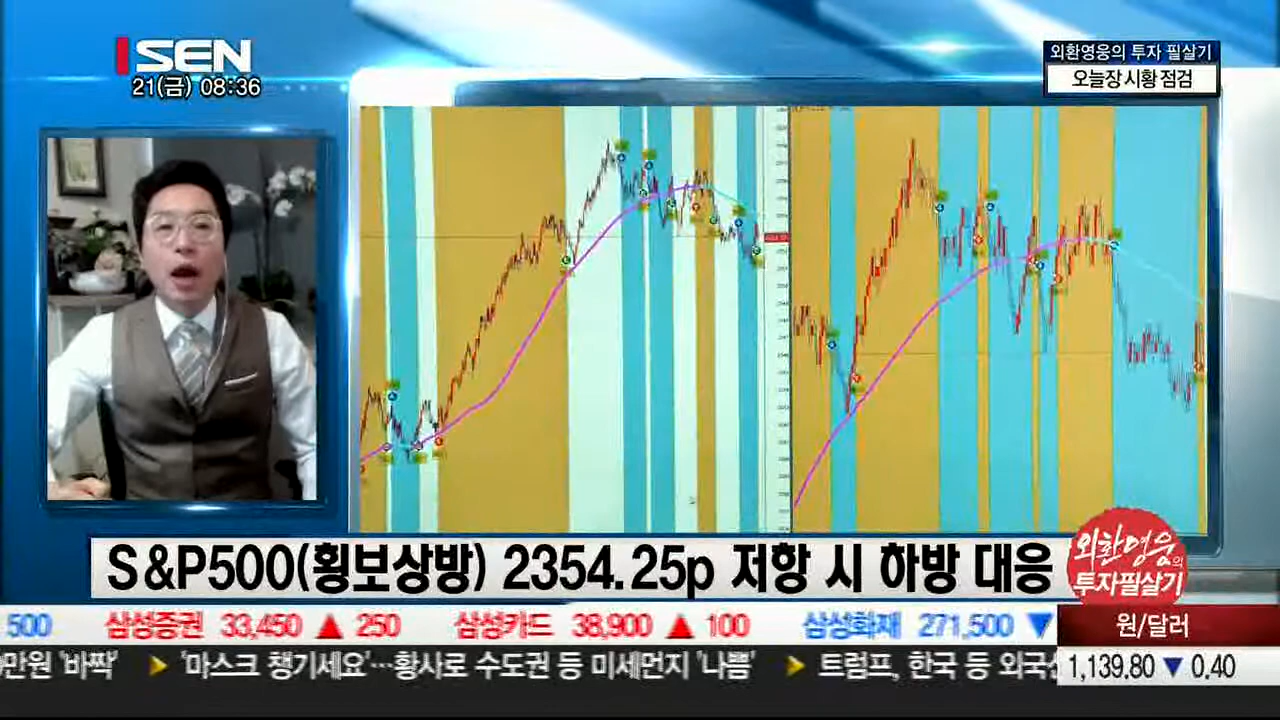 SEN
21(금) 08:36
외환영웅의 투자 필살기
오늘장 시황 점검
S&P500(횡보상방) 2354.25p 저항 시 하방 대응
외환영웅의
투자필살기
500 삼성증권 33,450 ▲ 250 삼성카드 38,900 ▲ 100 삼성화재 271,500 ▼
원/달러
만원 '바짝' ▶ '마스크 챙기세요'…황사로 수도권 등 미세먼지 '나쁨' ▶ 트럼프, 한국 등 외국
1,139.80 ▼ 0.40